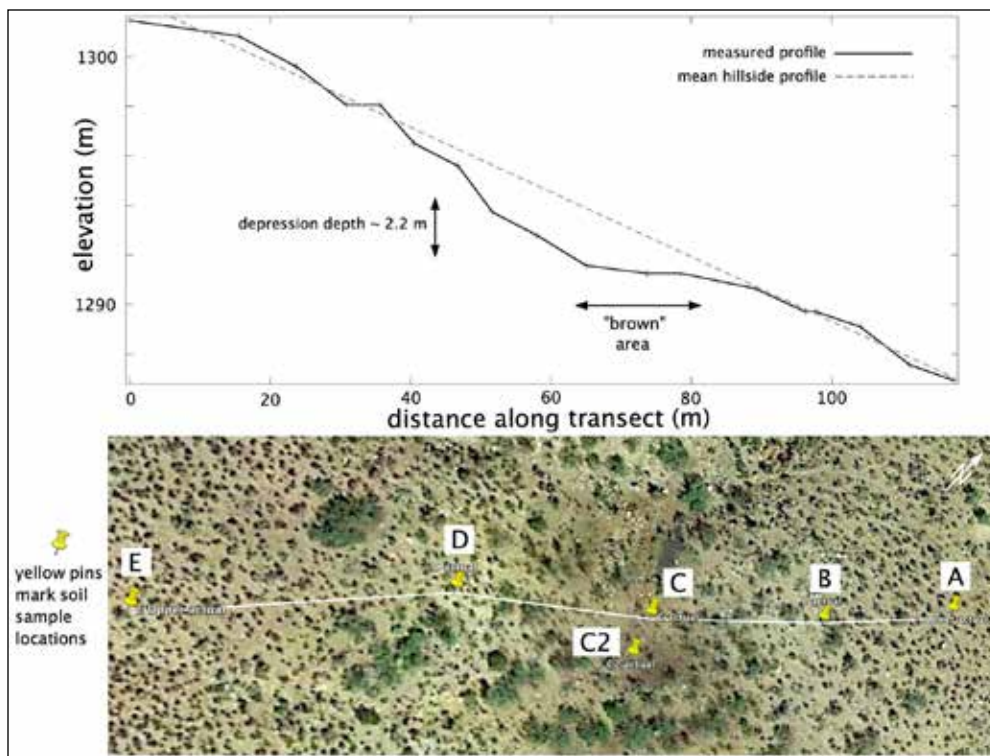 1300
1290
elevation (m)
measured profile
mean hillside profile
depression depth ~ 2.2 m
"brown"
area
0
20
40
60
80
100
distance along transect (m)
yellow pins
mark soil
sample
locations
E
D
C
C2
B
A